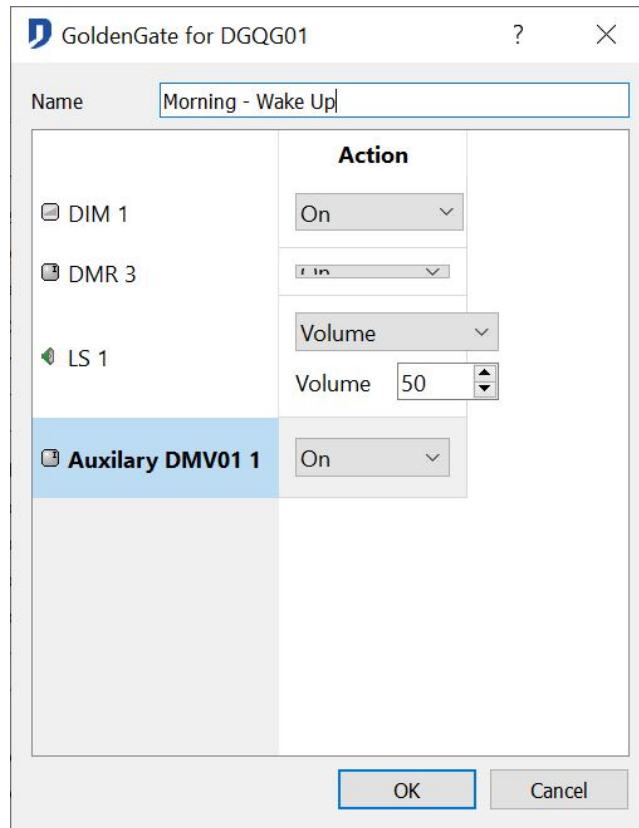 GoldenGate for DGQG01
Name Morning - Wake Up
Action
DIM 1 On
DMR 3
LS 1 Volume
Volume 50
Auxilary DMV01 1 On
OK Cancel